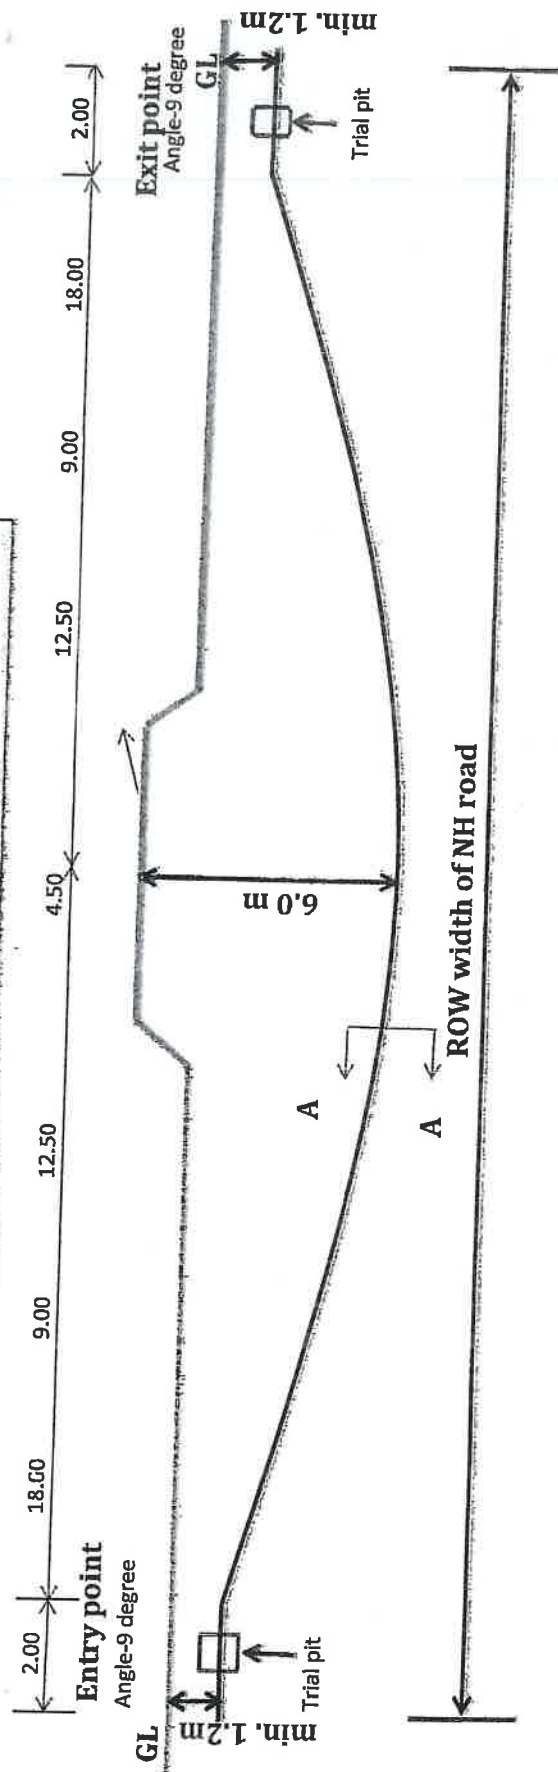 2.00
18.00
9.00
12.50
4.50
12.50
9.00
18.00
2.00
Entry point
Angle-9 degree
Exit point
Angle-9 degree
GL
GL
min. 1.2m
min. 1.2m
6.0 m
Trial pit
Trial pit
A
A
ROW width of NH road